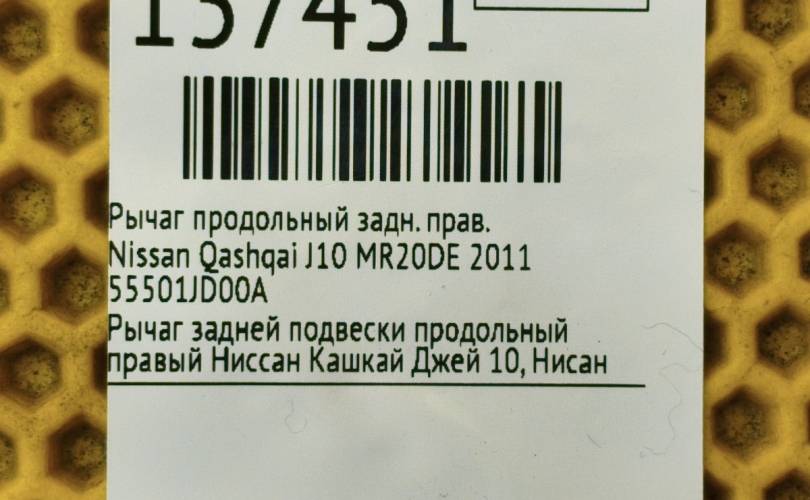 137451
Рычаг продольный задн. прав.
Nissan Qashqai J10 MR20DE 2011
55501JD00A
Рычаг задней подвески продольный
правый Ниссан Кашкай Джей 10, Нисан